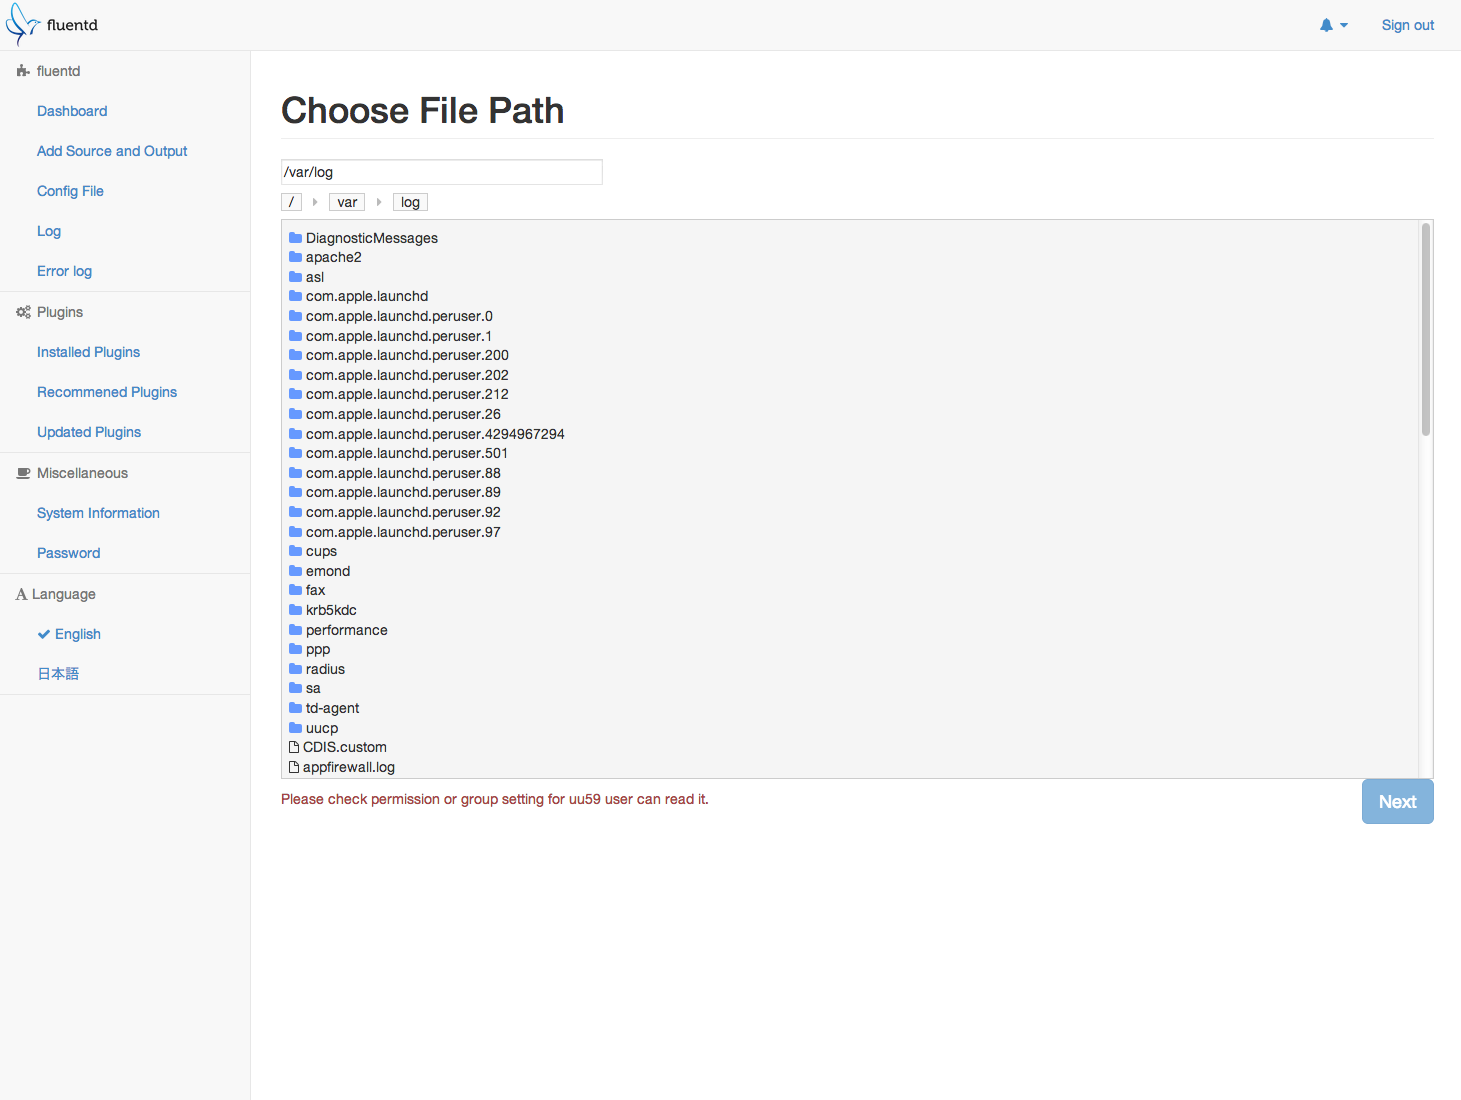 fluentd
Sign out
fluentd
Dashboard
Add Source and Output
Config File
Log
Error log
Plugins
Installed Plugins
Recommened Plugins
Updated Plugins
Miscellaneous
System Information
Password
Language
English
日本語
Choose File Path
/var/log
/ var log
DiagnosticMessages
apache2
asl
com.apple.launchd
com.apple.launchd.peruser.0
com.apple.launchd.peruser.1
com.apple.launchd.peruser.200
com.apple.launchd.peruser.202
com.apple.launchd.peruser.212
com.apple.launchd.peruser.26
com.apple.launchd.peruser.4294967294
com.apple.launchd.peruser.501
com.apple.launchd.peruser.88
com.apple.launchd.peruser.89
com.apple.launchd.peruser.92
com.apple.launchd.peruser.97
cups
emond
fax
krb5kdc
performance
ppp
radius
sa
td-agent
uucp
CDIS.custom
appfirewall.log
Please check permission or group setting for uu59 user can read it.
Next